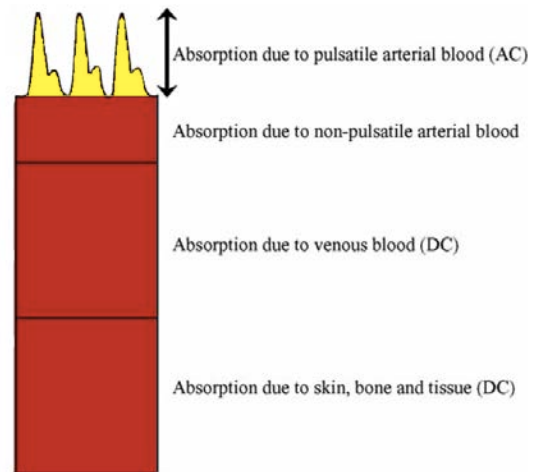 Absorption due to pulsatile arterial blood (AC)
Absorption due to non-pulsatile arterial blood
Absorption due to venous blood (DC)
Absorption due to skin, bone and tissue (DC)